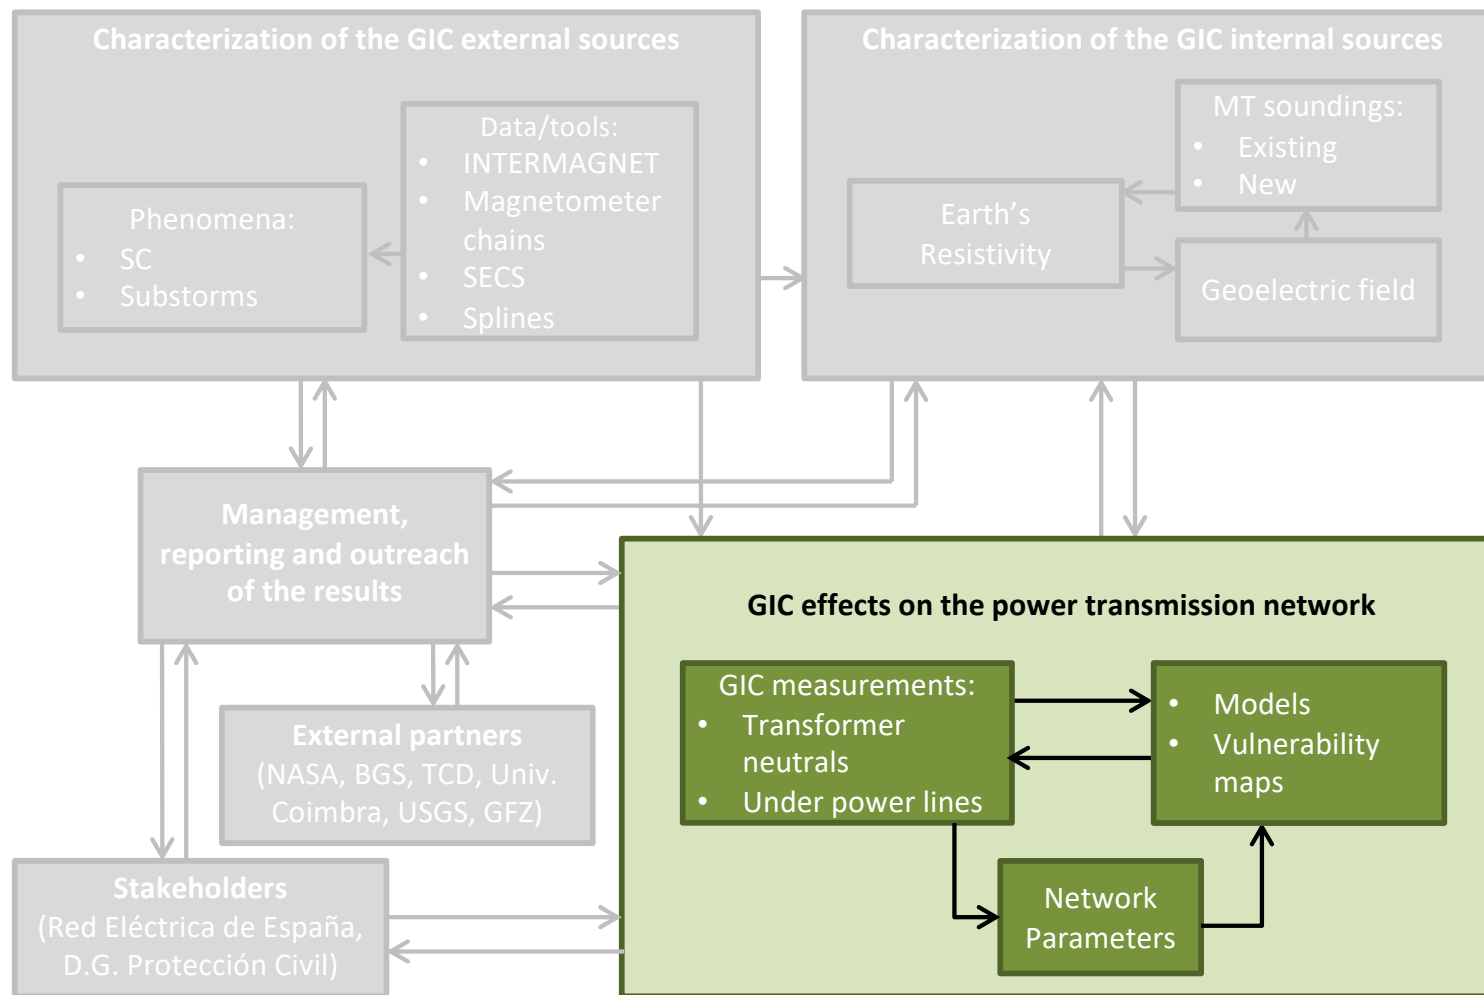 Characterization of the GIC external sources
Data/tools:
• INTERMAGNET
• Magnetometer
chains
• SECS
• Splines
Phenomena:
• SC
• Substorms
Characterization of the GIC internal sources
MT soundings:
• Existing
• New
Earth’s
Resistivity
Geoelectric field
Management,
reporting and outreach
of the results
External partners
(NASA, BGS, TCD, Univ.
Coimbra, USGS, GFZ)
Stakeholders
(Red Eléctrica de España,
D.G. Protección Civil)
GIC effects on the power transmission network
GIC measurements:
• Transformer
neutrals
• Under power lines
• Models
• Vulnerability
maps
Network
Parameters